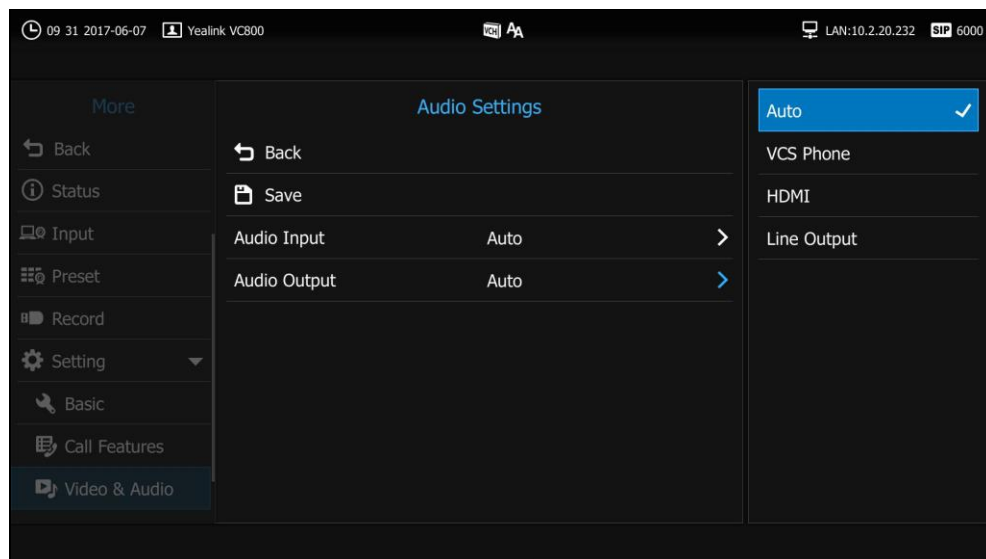 09 31 2017-06-07 Yealink VC800 VCH AA LAN:10.2.20.232 SIP 6000
More
Back
Status
Input
Preset
Record
Setting
Basic
Call Features
Video & Audio
Audio Settings
Back
Save
Audio Input Auto
Audio Output Auto
Auto
VCS Phone
HDMI
Line Output